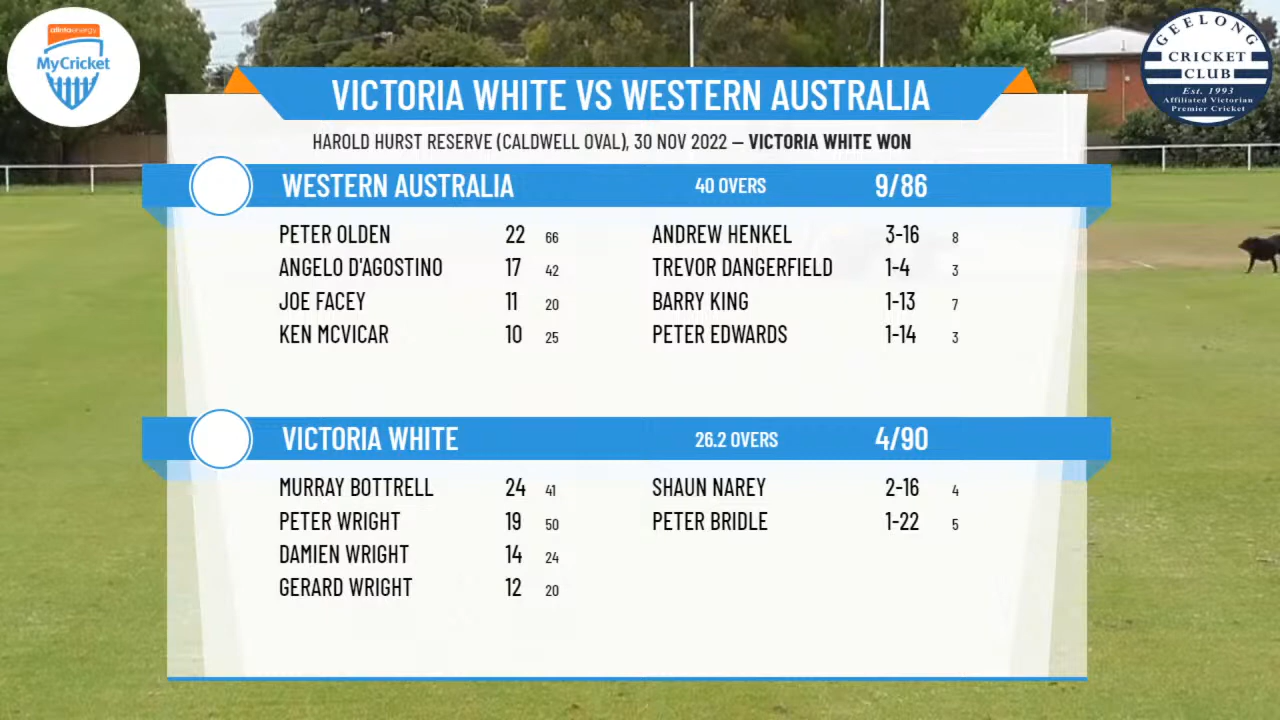 alintaenergy
MyCricket
GEELONG
CRICKET
CLUB
Est. 1993
Affiliated Victorian
Premier Cricket
VICTORIA WHITE VS WESTERN AUSTRALIA
HAROLD HURST RESERVE (CALDWELL OVAL), 30 NOV 2022 – VICTORIA WHITE WON
WESTERN AUSTRALIA 40 OVERS 9/86
PETER OLDEN 22 66 ANDREW HENKEL 3-16 8
ANGELO D'AGOSTINO 17 42 TREVOR DANGERFIELD 1-4 3
JOE FACEY 11 20 BARRY KING 1-13 7
KEN MCVICAR 10 25 PETER EDWARDS 1-14 3
VICTORIA WHITE 26.2 OVERS 4/90
MURRAY BOTTRELL 24 41 SHAUN NAREY 2-16 4
PETER WRIGHT 19 50 PETER BRIDLE 1-22 5
DAMIEN WRIGHT 14 24
GERARD WRIGHT 12 20